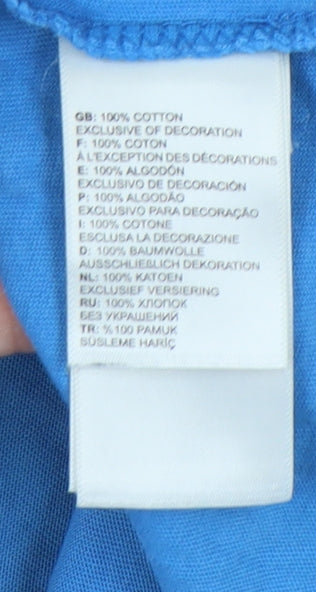 GB: 100% COTTON
EXCLUSIVE OF DECORATION
F: 100% COTON
À L'EXCEPTION DES DÉCORATIONS
E: 100% ALGODÓN
EXCLUSIVO DE DECORACIÓN
P: 100% ALGODÃO
EXCLUSIVO PARA DECORAÇÃO
I: 100% COTONE
ESCLUSA LA DECORAZIONE
D: 100% BAUMWOLLE
AUSSCHLIEßLICH DEKORATION
NL: 100% KATOEN
EXCLUSIEF VERSIERING
RU: 100% ХЛОПОК
БЕЗ УКРАШЕНИЙ
TR: %100 PAMUK
SÜSLEME HARİÇ